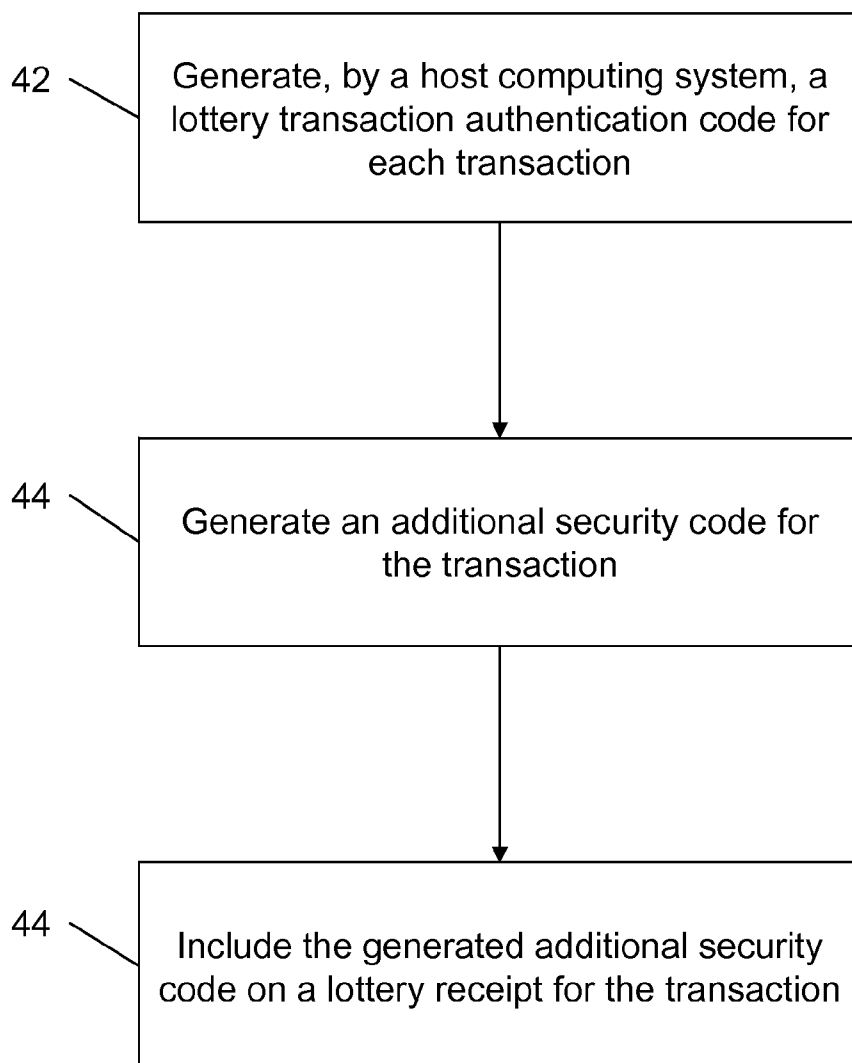 42
Generate, by a host computing system, a
lottery transaction authentication code for
each transaction
44
Generate an additional security code for
the transaction
44
Include the generated additional security
code on a lottery receipt for the transaction